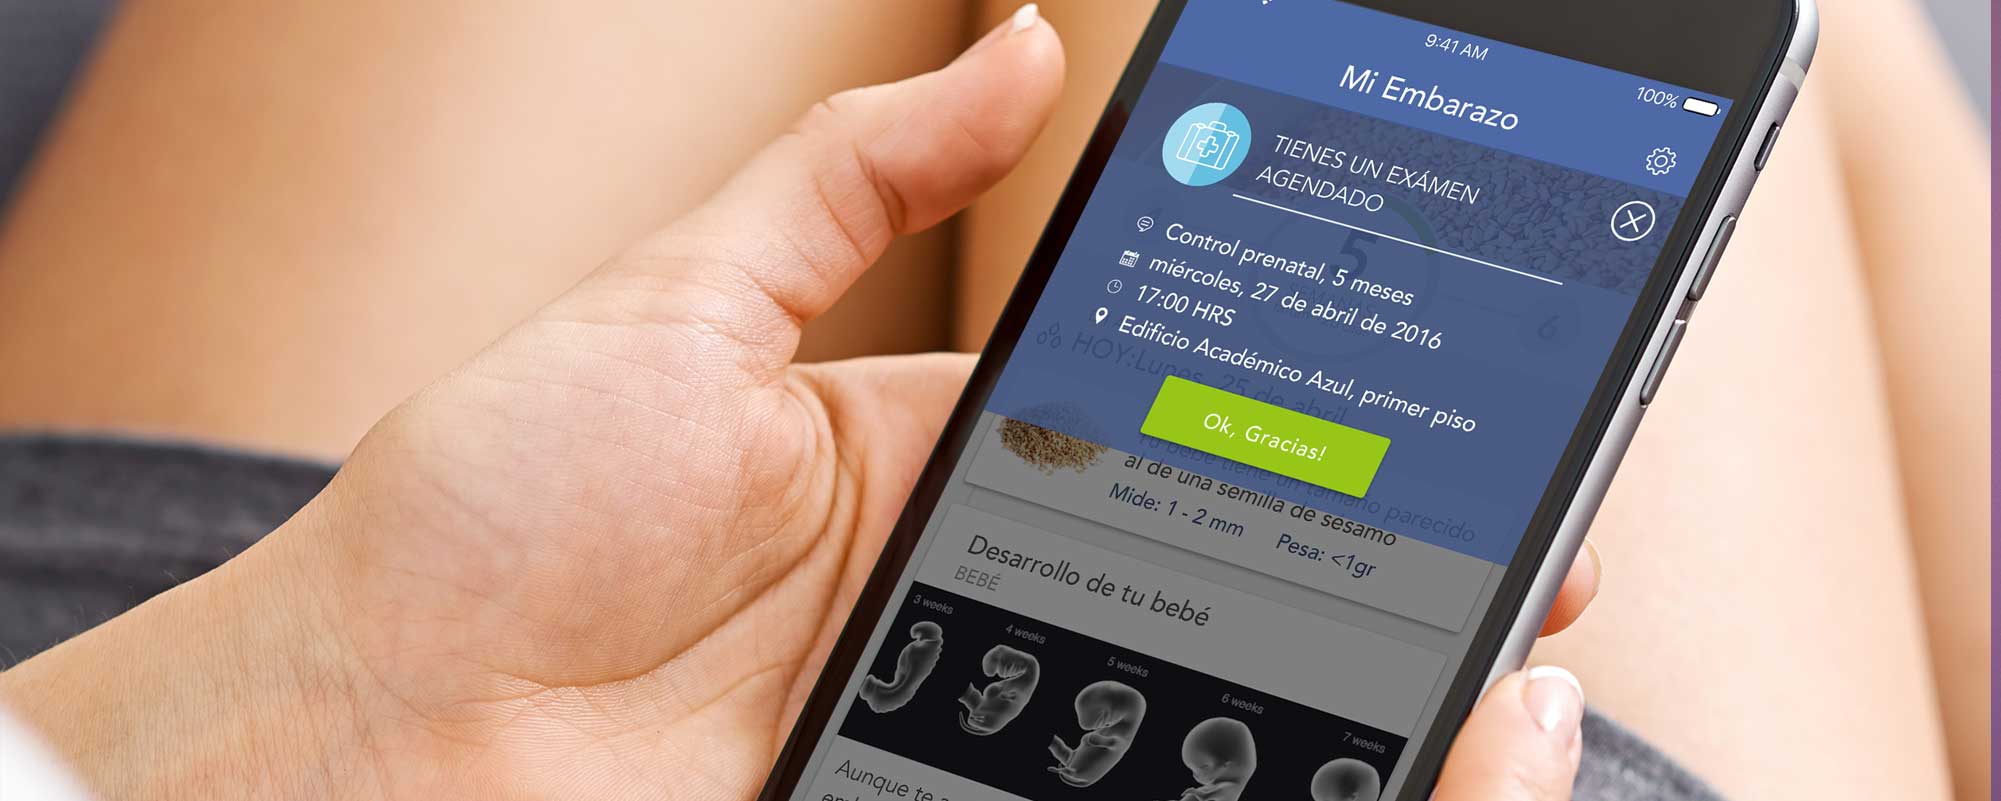 9:41 AM
100%
Mi Embarazo
TIENES UN EXÁMEN
AGENDADO
Control prenatal, 5 meses
miércoles, 27 de abril de 2016
17:00 HRS
Edificio Académico Azul, primer piso
5
SEMANAS
6
HOY:Lunes, 25 de abril
Ok, Gracias!
Tu bebé tiene un tamaño parecido
al de una semilla de sesamo
Mide: 1 - 2 mm
Pesa: <1gr
Desarrollo de tu bebé
BEBÉ
3 weeks
4 weeks
5 weeks
6 weeks
7 weeks
Aunque te